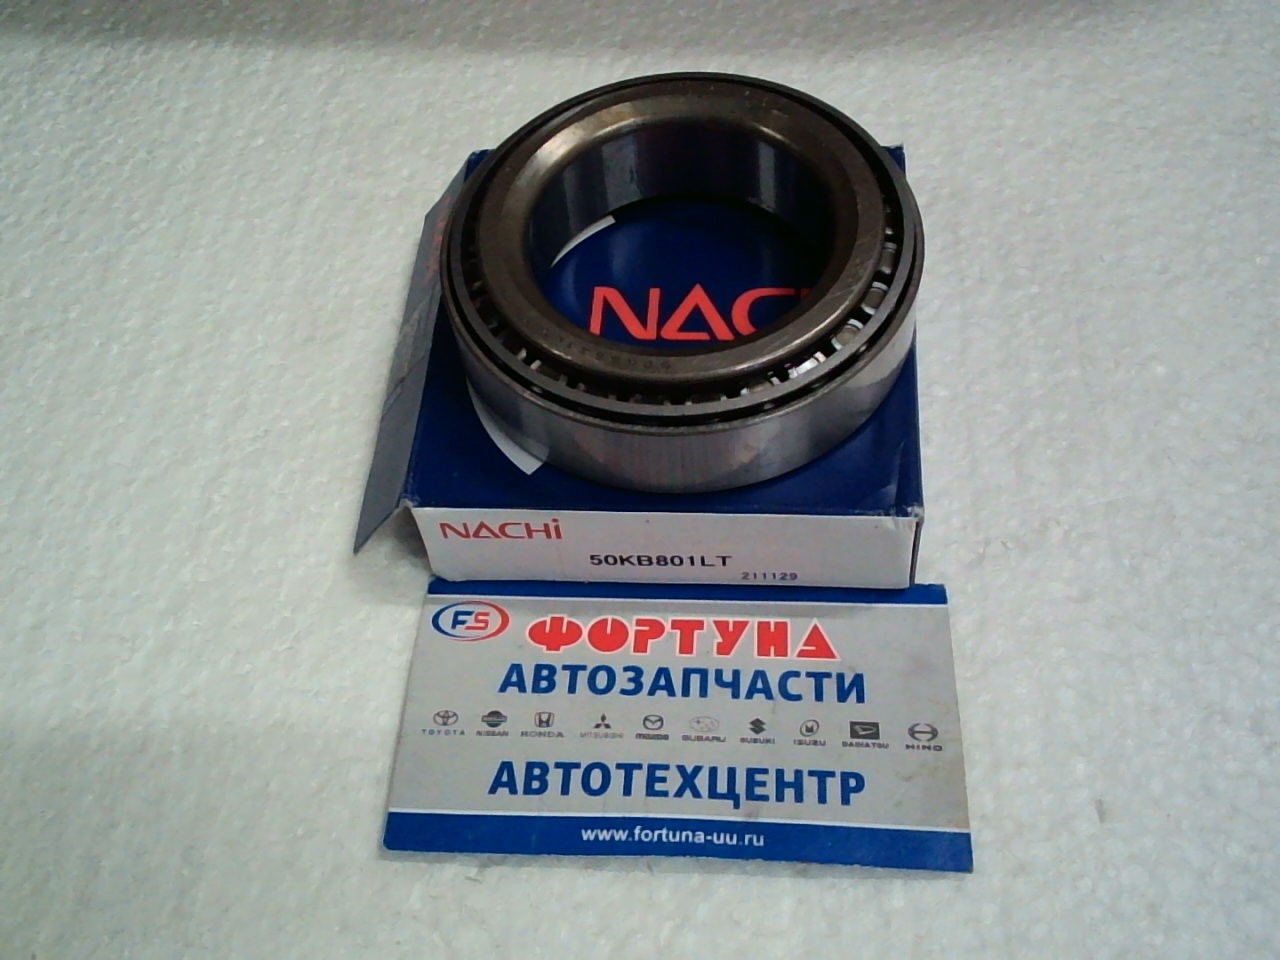 NACHI
NACHi
50KB801LT
211129
FS
ФОРТУНА
АВТОЗАПЧАСТИ
TOYOTA NISSAN HONDA MITSUBISHI MAZDA SUBARU SUZUKI ISUZU DAIHATSU HINO
АВТОТЕХЦЕНТР
www.fortuna-uu.ru